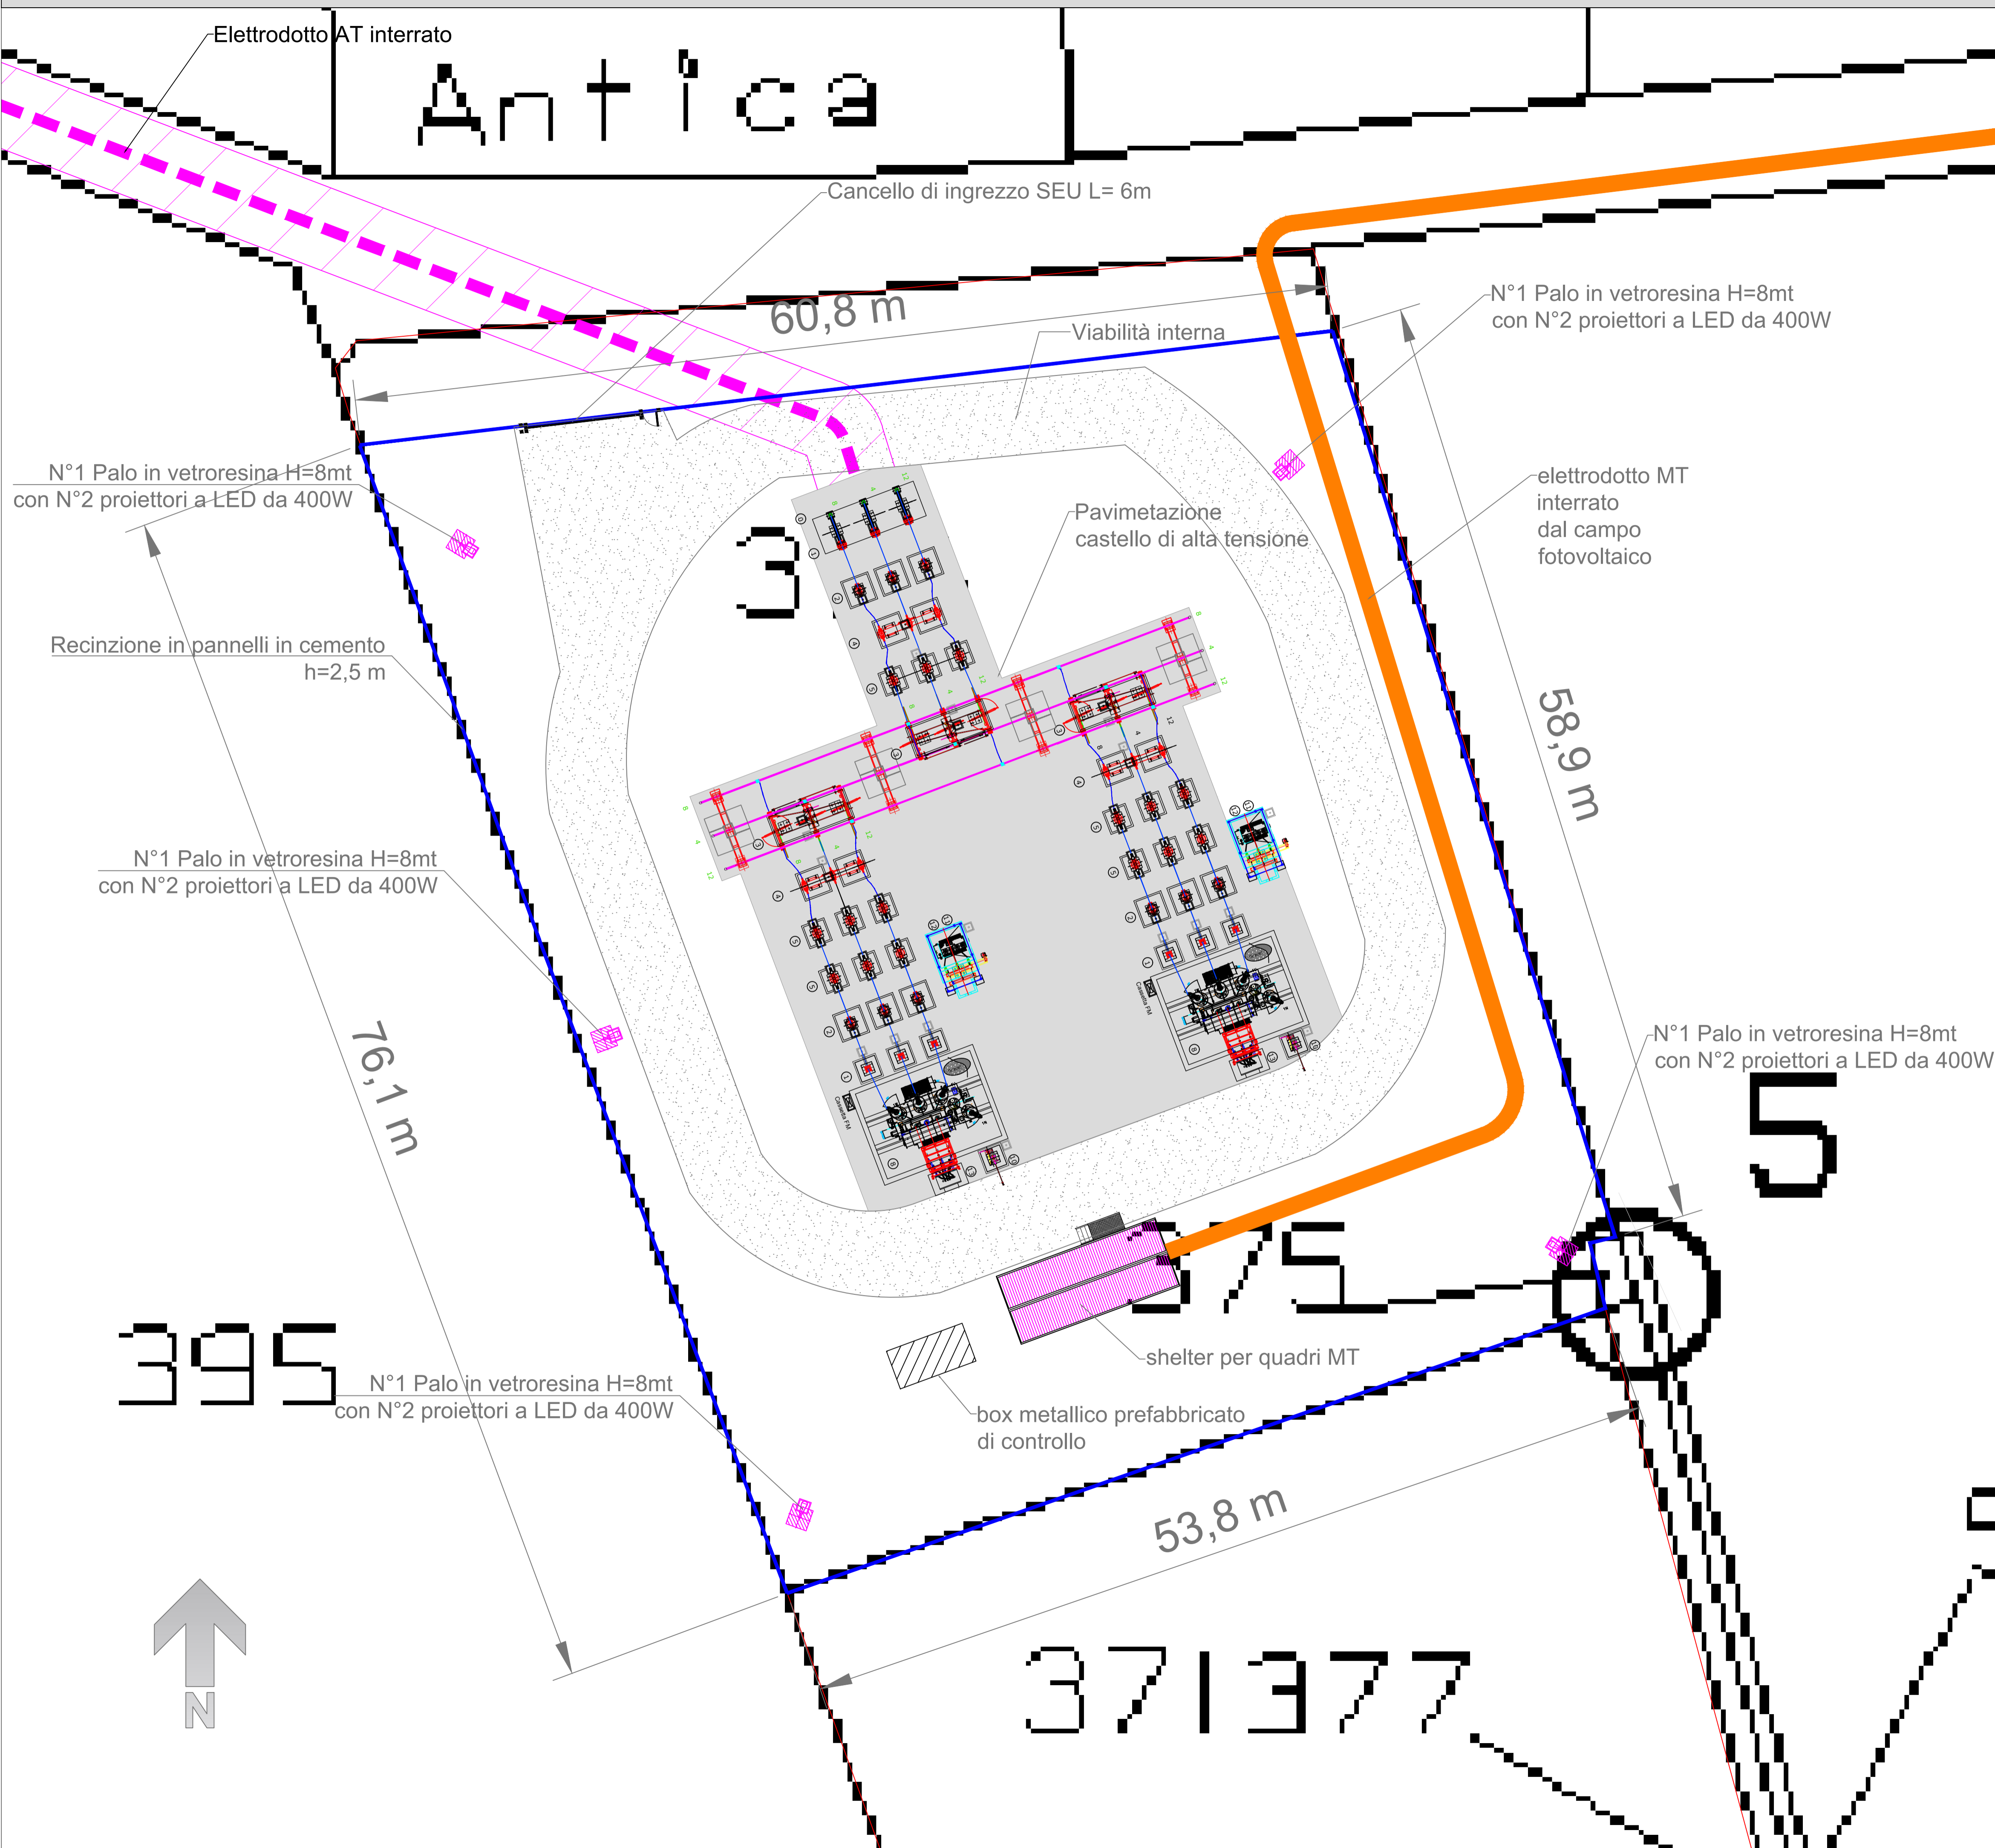 Elettrodotto AT interrato
Antica
Cancello di ingrezzo SEU L= 6m
60,8 m
Viabilità interna
N°1 Palo in vetroresina H=8mt
con N°2 proiettori a LED da 400W
N°1 Palo in vetroresina H=8mt
con N°2 proiettori a LED da 400W
elettrodotto MT
interrato
dal campo
fotovoltaico
Pavimetazione
castello di alta tensione
3
Recinzione in pannelli in cemento
h=2,5 m
58,9 m
N°1 Palo in vetroresina H=8mt
con N°2 proiettori a LED da 400W
76,1 m
Cassetta FM
Cassetta FM
N°1 Palo in vetroresina H=8mt
con N°2 proiettori a LED da 400W
5
375
395
shelter per quadri MT
N°1 Palo in vetroresina H=8mt
con N°2 proiettori a LED da 400W
box metallico prefabbricato
di controllo
53,8 m
371377
N